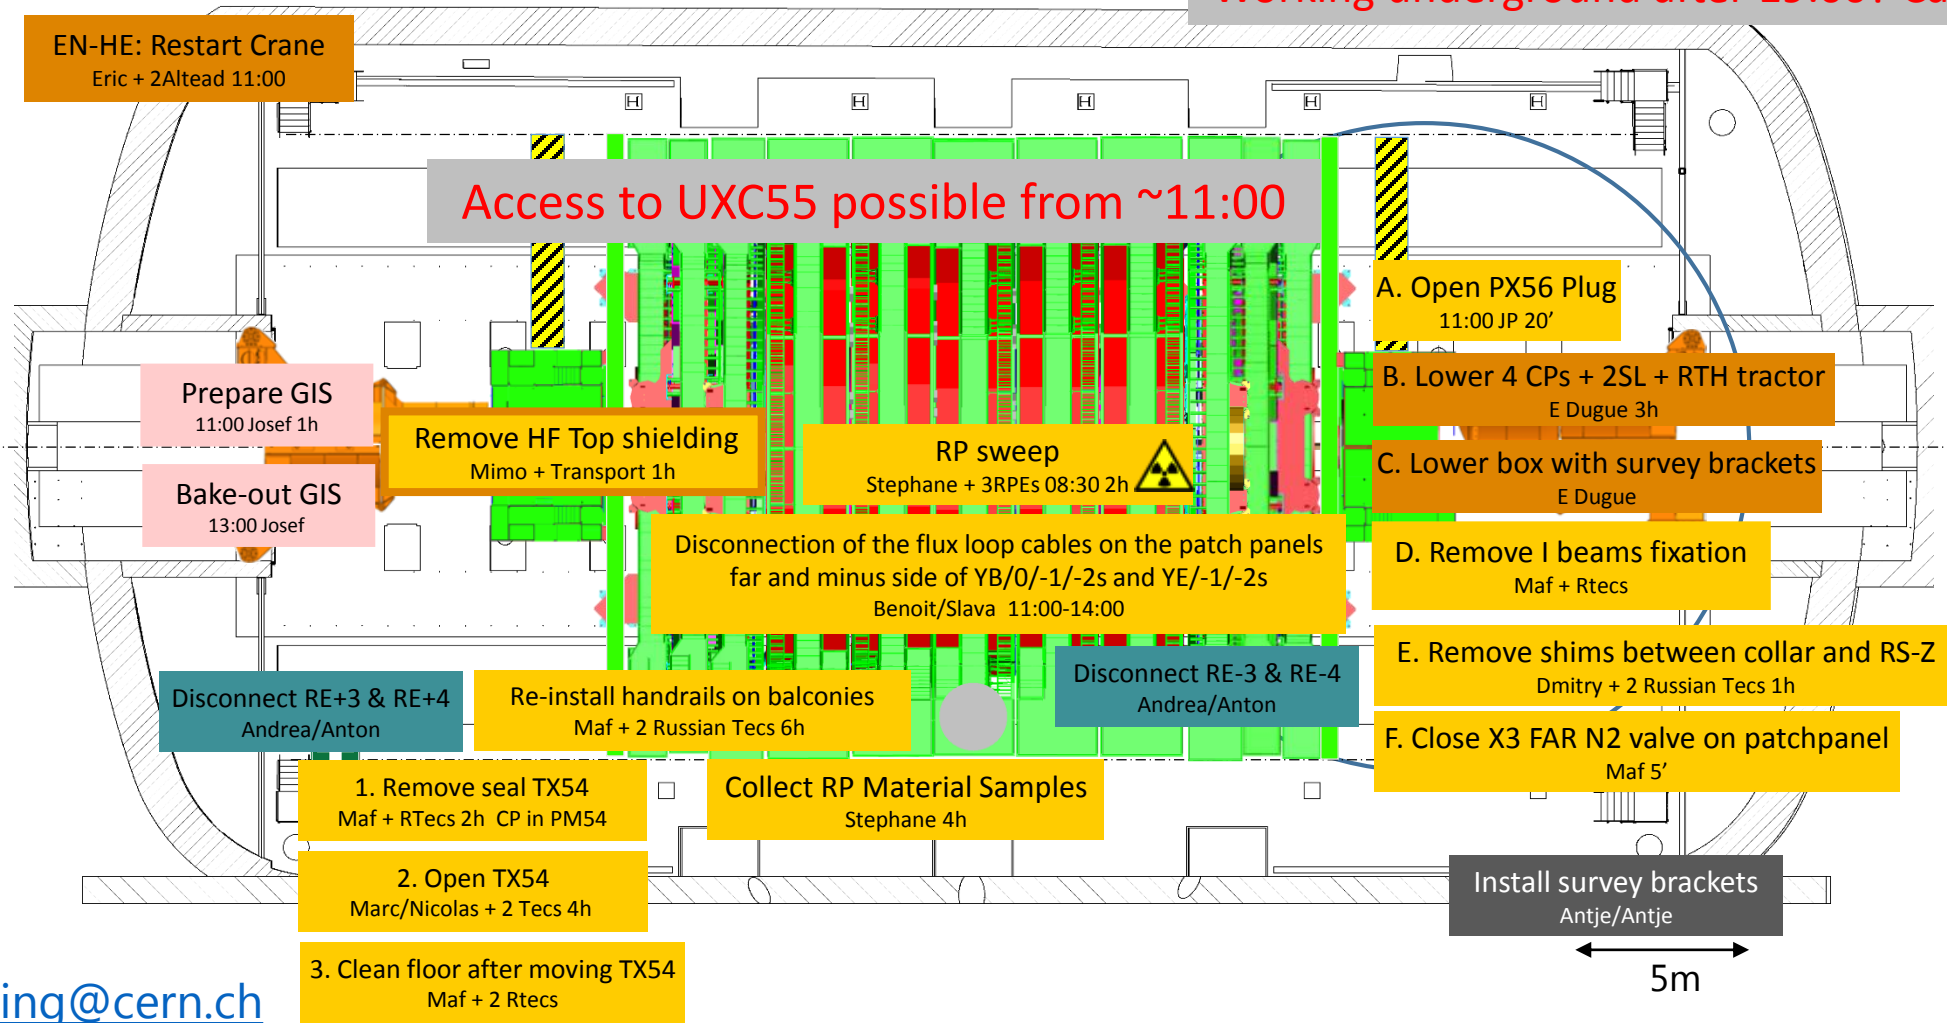 Working underground after 19:00? Ca
EN-HE: Restart Crane
Eric + 2Altead 11:00
H
H
H
H
H
Access to UXC55 possible from ~11:00
A. Open PX56 Plug
11:00 JP 20’
Prepare GIS
11:00 Josef 1h
B. Lower 4 CPs + 2SL + RTH tractor
E Dugue 3h
Remove HF Top shielding
Mimo + Transport 1h
RP sweep
Stephane + 3RPEs 08:30 2h
C. Lower box with survey brackets
E Dugue
Bake-out GIS
13:00 Josef
Disconnection of the flux loop cables on the patch panels
far and minus side of YB/0/-1/-2s and YE/-1/-2s
Benoit/Slava 11:00-14:00
D. Remove I beams fixation
Maf + Rtecs
E. Remove shims between collar and RS-Z
Dmitry + 2 Russian Tecs 1h
Disconnect RE+3 & RE+4
Andrea/Anton
Re-install handrails on balconies
Maf + 2 Russian Tecs 6h
Disconnect RE-3 & RE-4
Andrea/Anton
F. Close X3 FAR N2 valve on patchpanel
Maf 5’
1. Remove seal TX54
Maf + RTecs 2h CP in PM54
Collect RP Material Samples
Stephane 4h
2. Open TX54
Marc/Nicolas + 2 Tecs 4h
Install survey brackets
Antje/Antje
3. Clean floor after moving TX54
Maf + 2 Rtecs
5m
ing@cern.ch